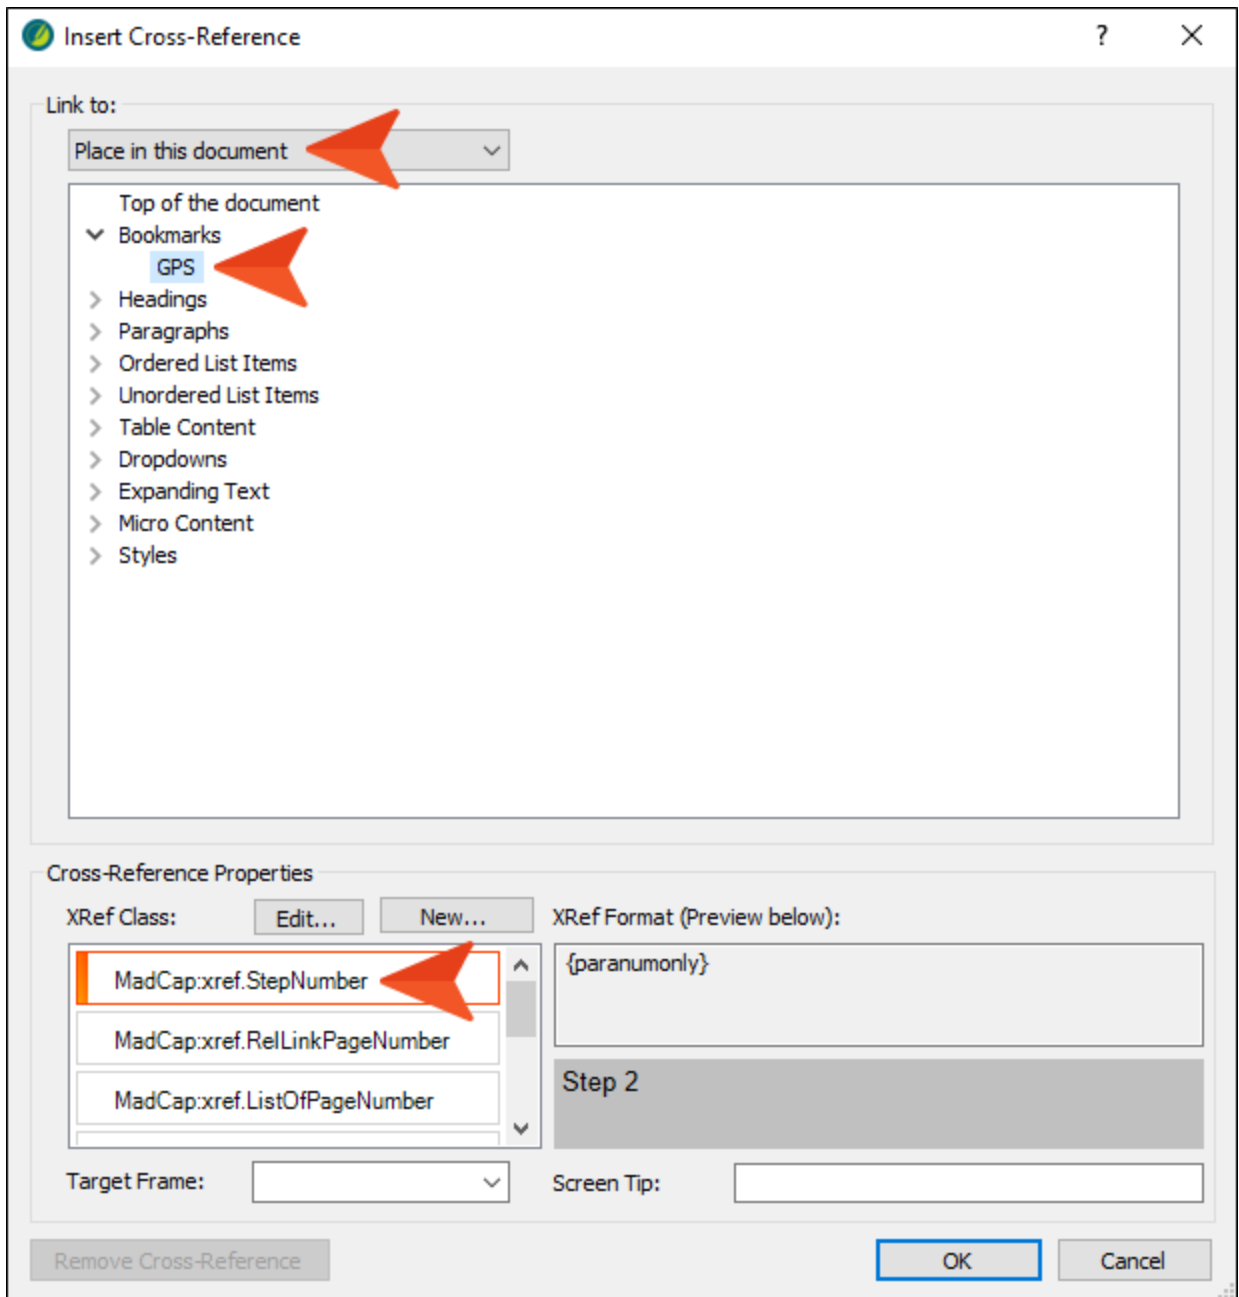 Insert Cross-Reference
?
Link to:
Place in this document
Top of the document
Bookmarks
GPS
Headings
Paragraphs
Ordered List Items
Unordered List Items
Table Content
Dropdowns
Expanding Text
Micro Content
Styles
Cross-Reference Properties
XRef Class:
Edit...
New...
XRef Format (Preview below):
MadCap:xref.StepNumber
MadCap:xref.RelLinkPageNumber
MadCap:xref.ListOfPageNumber
{paranumonly}
Step 2
Target Frame:
Screen Tip:
Remove Cross-Reference
OK
Cancel